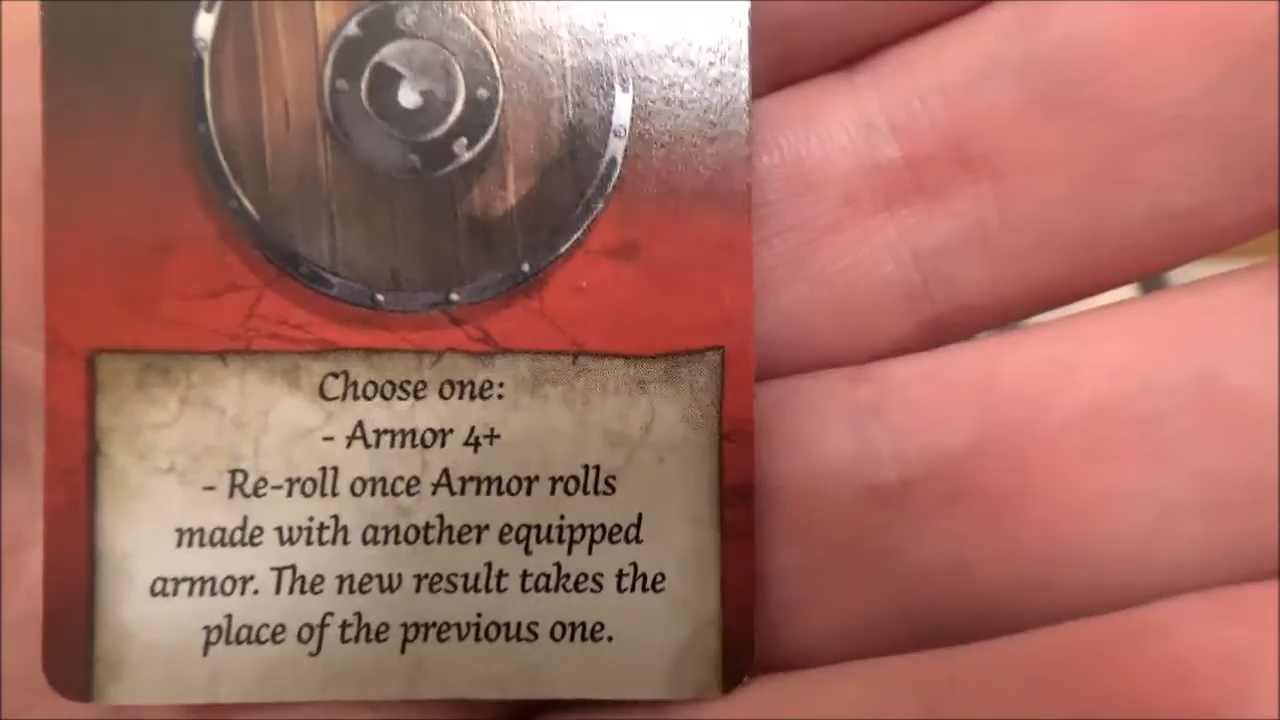 Choose one:
- Armor 4+
- Re-roll once Armor rolls
made with another equipped
armor. The new result takes the
place of the previous one.